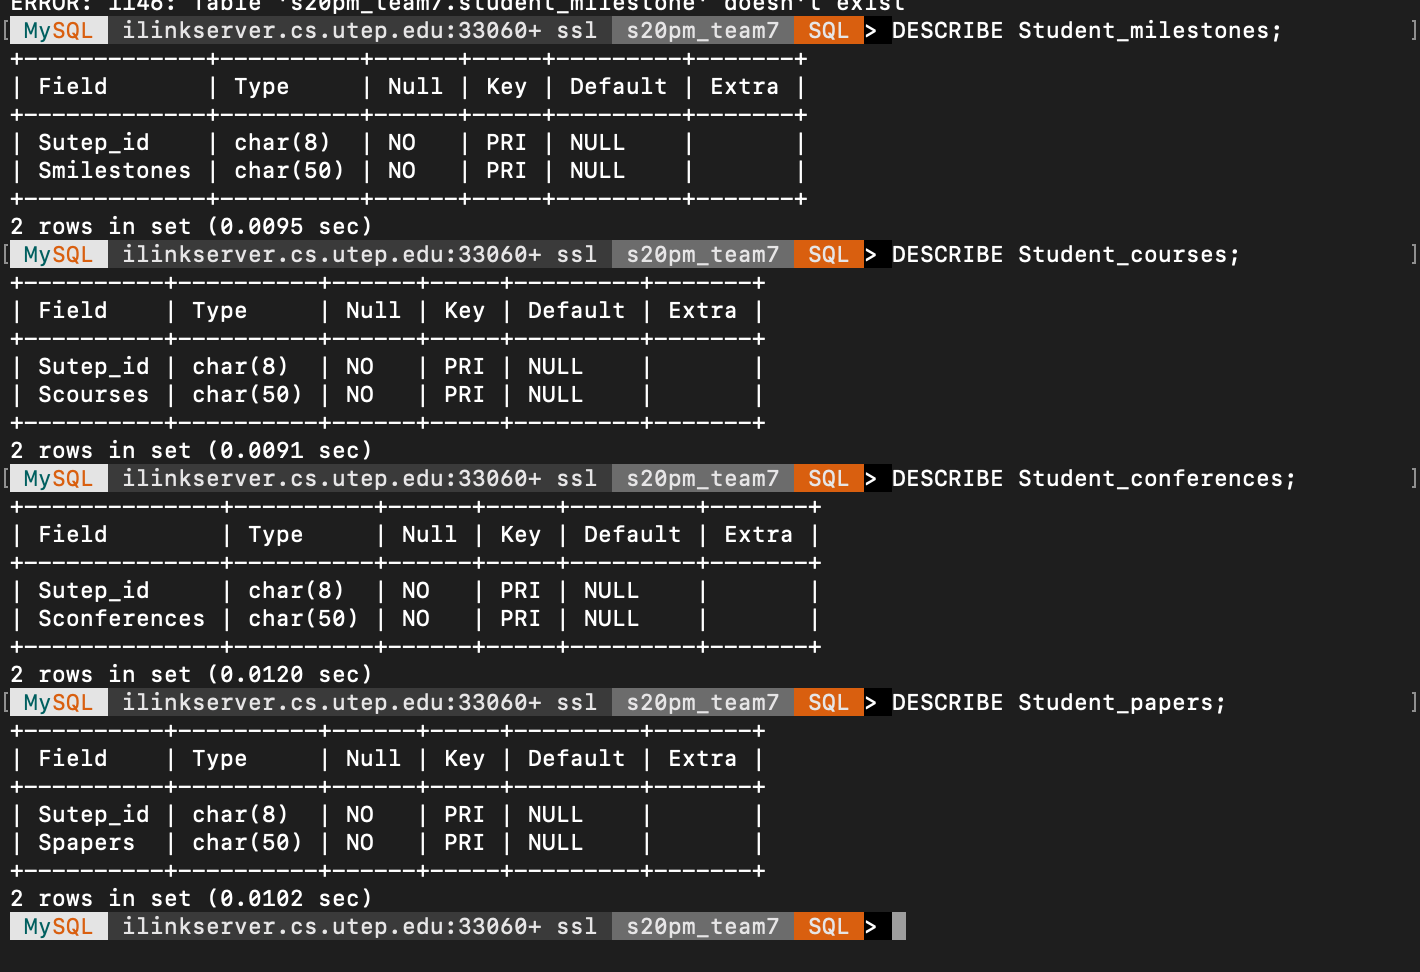 ERROR: 1146: Table 's20pm_team7.student_milestone' doesn't exist
[ MySQL  ilinkserver.cs.utep.edu:33060+ ssl  s20pm_team7  SQL > DESCRIBE Student_milestones; ]
+-------------+----------+------+-----+---------+-------+
| Field       | Type     | Null | Key | Default | Extra |
+-------------+----------+------+-----+---------+-------+
| Sutep_id    | char(8)  | NO   | PRI | NULL    |       |
| Smilestones | char(50) | NO   | PRI | NULL    |       |
+-------------+----------+------+-----+---------+-------+
2 rows in set (0.0095 sec)
[ MySQL  ilinkserver.cs.utep.edu:33060+ ssl  s20pm_team7  SQL > DESCRIBE Student_courses; ]
+----------+----------+------+-----+---------+-------+
| Field    | Type     | Null | Key | Default | Extra |
+----------+----------+------+-----+---------+-------+
| Sutep_id | char(8)  | NO   | PRI | NULL    |       |
| Scourses | char(50) | NO   | PRI | NULL    |       |
+----------+----------+------+-----+---------+-------+
2 rows in set (0.0091 sec)
[ MySQL  ilinkserver.cs.utep.edu:33060+ ssl  s20pm_team7  SQL > DESCRIBE Student_conferences; ]
+--------------+----------+------+-----+---------+-------+
| Field        | Type     | Null | Key | Default | Extra |
+--------------+----------+------+-----+---------+-------+
| Sutep_id     | char(8)  | NO   | PRI | NULL    |       |
| Sconferences | char(50) | NO   | PRI | NULL    |       |
+--------------+----------+------+-----+---------+-------+
2 rows in set (0.0120 sec)
[ MySQL  ilinkserver.cs.utep.edu:33060+ ssl  s20pm_team7  SQL > DESCRIBE Student_papers; ]
+----------+----------+------+-----+---------+-------+
| Field    | Type     | Null | Key | Default | Extra |
+----------+----------+------+-----+---------+-------+
| Sutep_id | char(8)  | NO   | PRI | NULL    |       |
| Spapers  | char(50) | NO   | PRI | NULL    |       |
+----------+----------+------+-----+---------+-------+
2 rows in set (0.0102 sec)
MySQL  ilinkserver.cs.utep.edu:33060+ ssl  s20pm_team7  SQL >